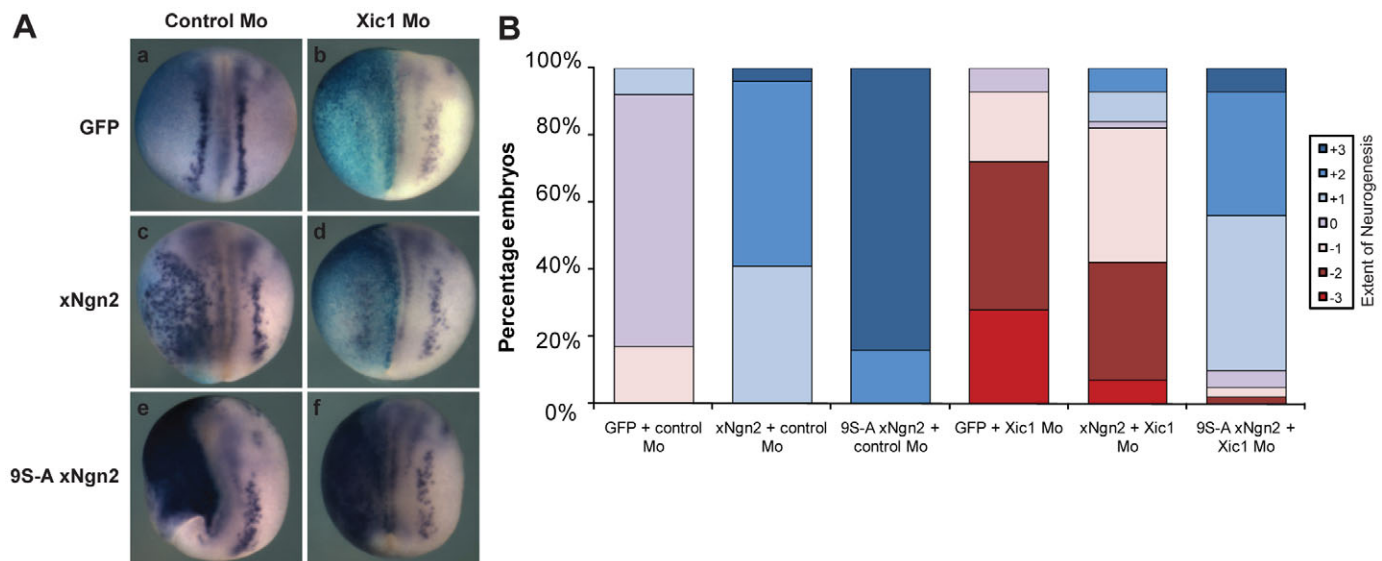 A
Control Mo
Xic1 Mo
GFP
xNgn2
9S-A xNgn2
a
b
c
d
e
f
B
Percentage embryos
100%
80%
60%
40%
20%
0%
GFP + control
Mo
xNgn2 + control
Mo
9S-A xNgn2 +
control Mo
GFP + Xic1 Mo
xNgn2 + Xic1
Mo
9S-A xNgn2 +
Xic1 Mo
+3
+2
+1
0
-1
-2
-3
Extent of Neurogenesis